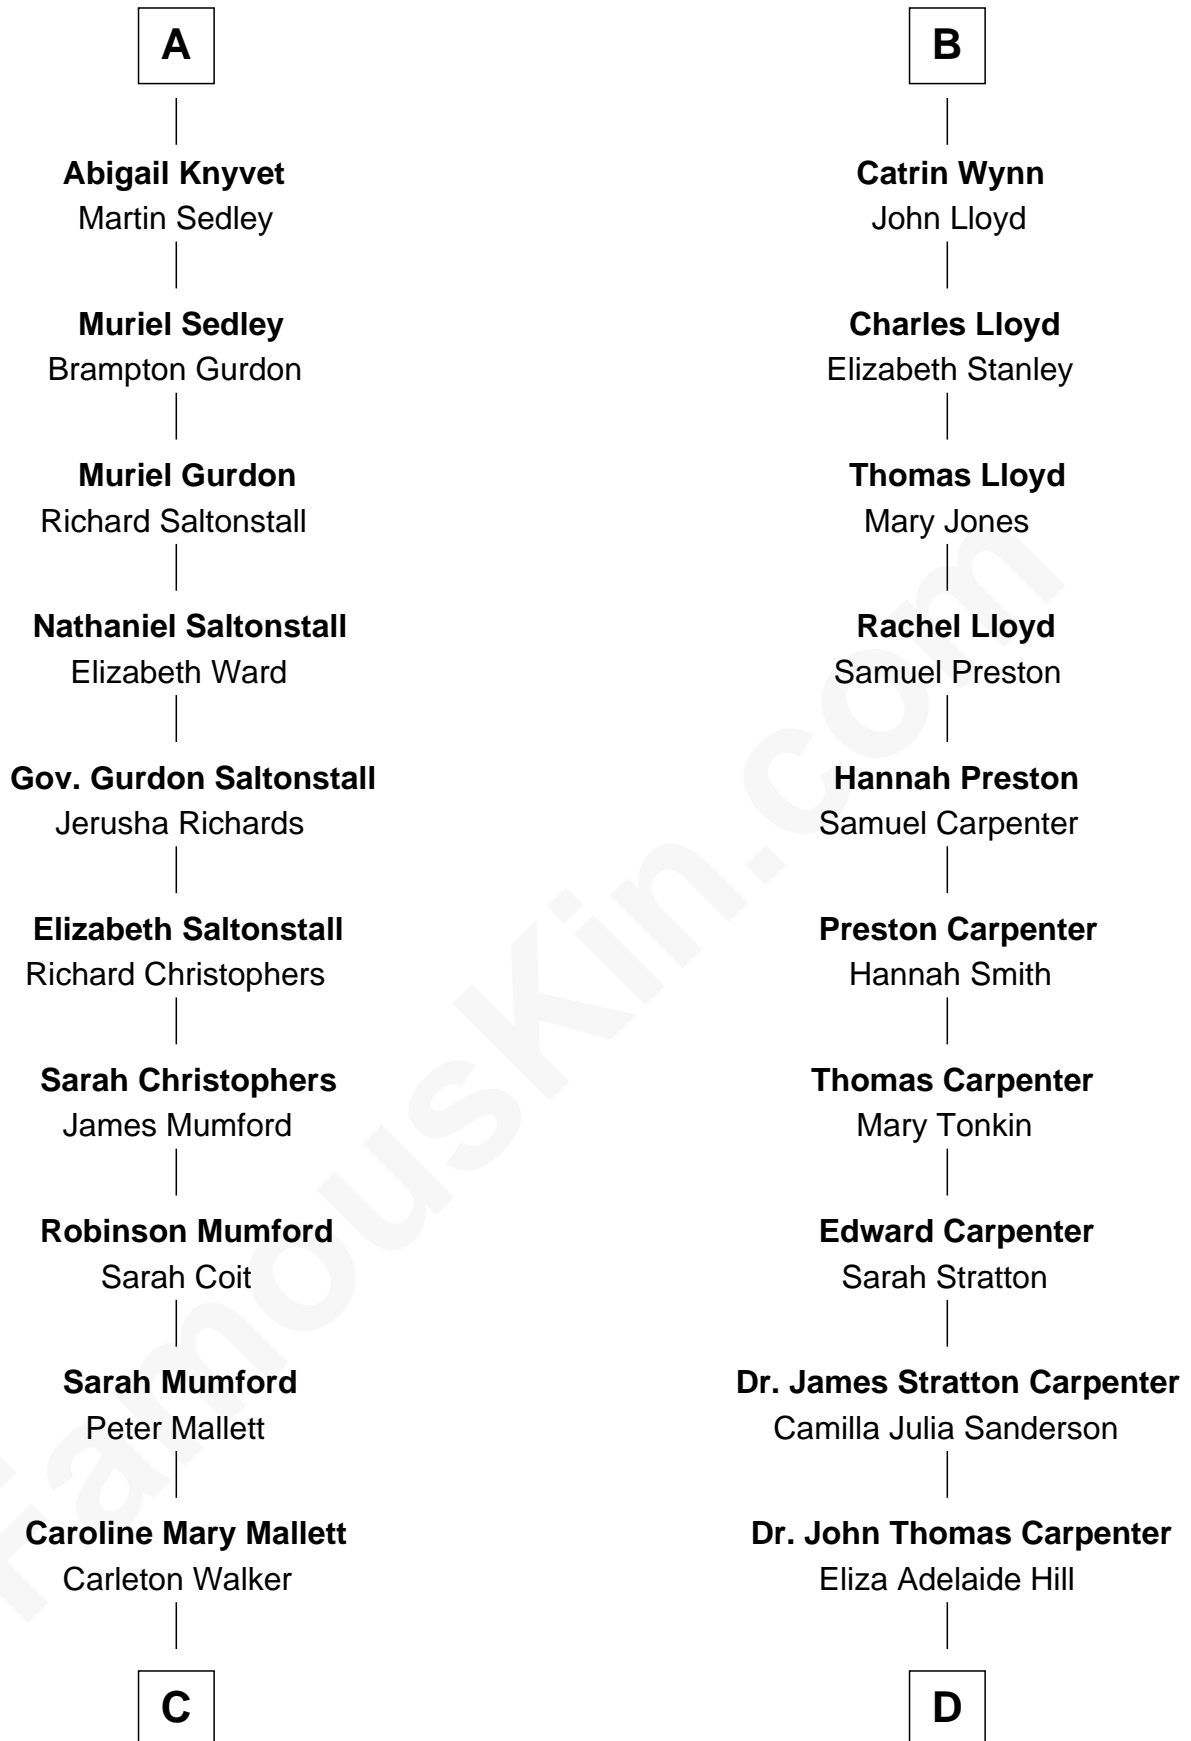 A
Abigail Knyvet
Martin Sedley
Muriel Sedley
Brampton Gurdon
Muriel Gurdon
Richard Saltonstall
Nathaniel Saltonstall
Elizabeth Ward
Gov. Gurdon Saltonstall
Jerusha Richards
Elizabeth Saltonstall
Richard Christophers
Sarah Christophers
James Mumford
Robinson Mumford
Sarah Coit
Sarah Mumford
Peter Mallett
Caroline Mary Mallett
Carleton Walker
C
B
Catrin Wynn
John Lloyd
Charles Lloyd
Elizabeth Stanley
Thomas Lloyd
Mary Jones
Rachel Lloyd
Samuel Preston
Hannah Preston
Samuel Carpenter
Preston Carpenter
Hannah Smith
Thomas Carpenter
Mary Tonkin
Edward Carpenter
Sarah Stratton
Dr. James Stratton Carpenter
Camilla Julia Sanderson
Dr. John Thomas Carpenter
Eliza Adelaide Hill
D
FamousKin.com